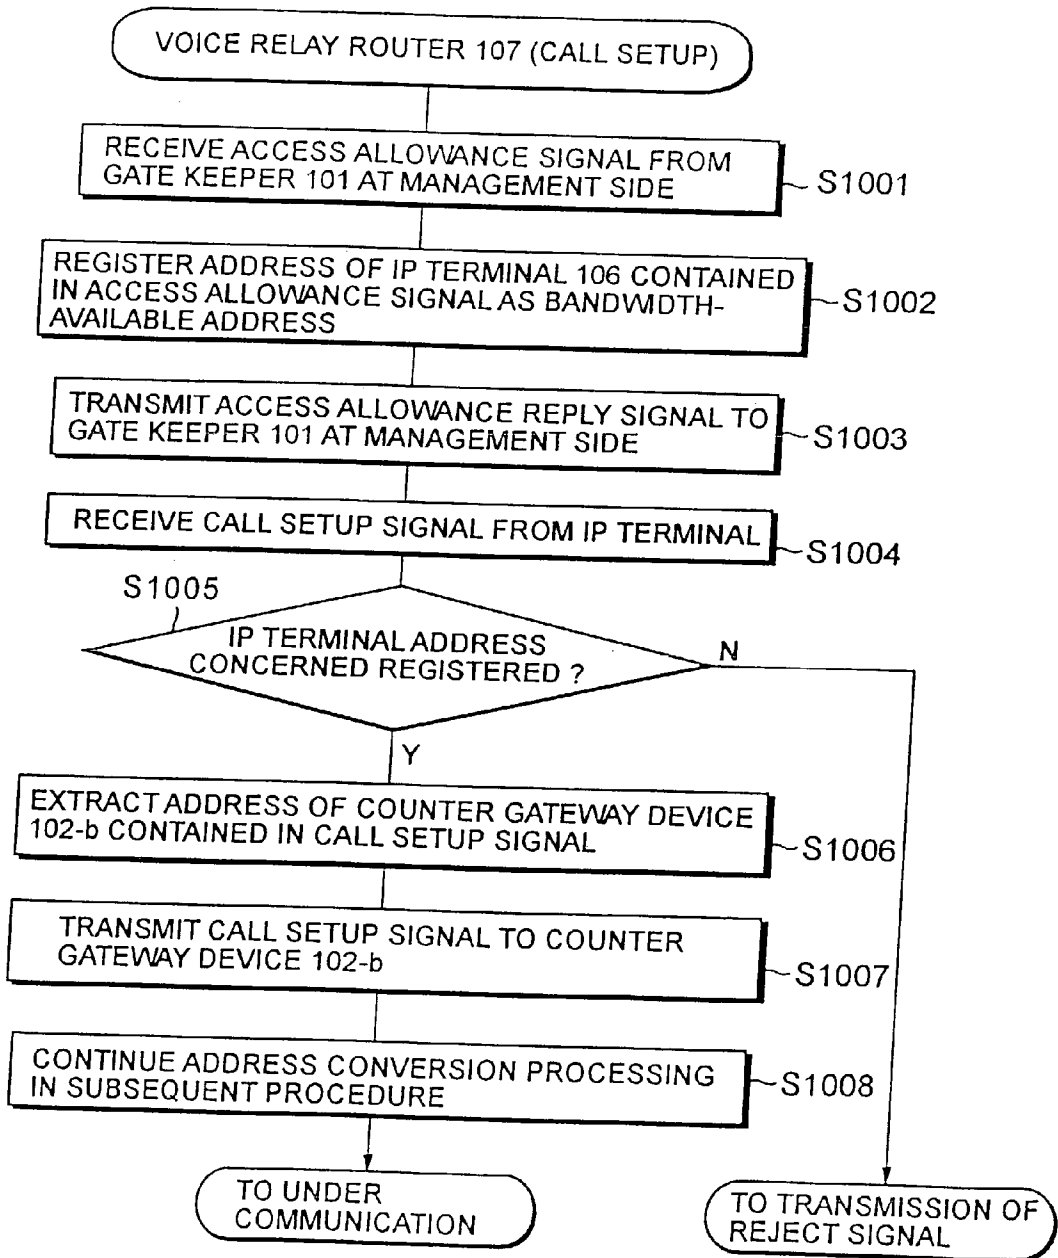 VOICE RELAY ROUTER 107 (CALL SETUP)
RECEIVE ACCESS ALLOWANCE SIGNAL FROM
GATE KEEPER 101 AT MANAGEMENT SIDE
S1001
REGISTER ADDRESS OF IP TERMINAL 106 CONTAINED
IN ACCESS ALLOWANCE SIGNAL AS BANDWIDTH-
AVAILABLE ADDRESS
S1002
TRANSMIT ACCESS ALLOWANCE REPLY SIGNAL TO
GATE KEEPER 101 AT MANAGEMENT SIDE
S1003
RECEIVE CALL SETUP SIGNAL FROM IP TERMINAL
S1004
S1005
IP TERMINAL ADDRESS
CONCERNED REGISTERED ?
N
Y
EXTRACT ADDRESS OF COUNTER GATEWAY DEVICE
102-b CONTAINED IN CALL SETUP SIGNAL
S1006
TRANSMIT CALL SETUP SIGNAL TO COUNTER
GATEWAY DEVICE 102-b
S1007
CONTINUE ADDRESS CONVERSION PROCESSING
IN SUBSEQUENT PROCEDURE
S1008
TO UNDER
COMMUNICATION
TO TRANSMISSION OF
REJECT SIGNAL